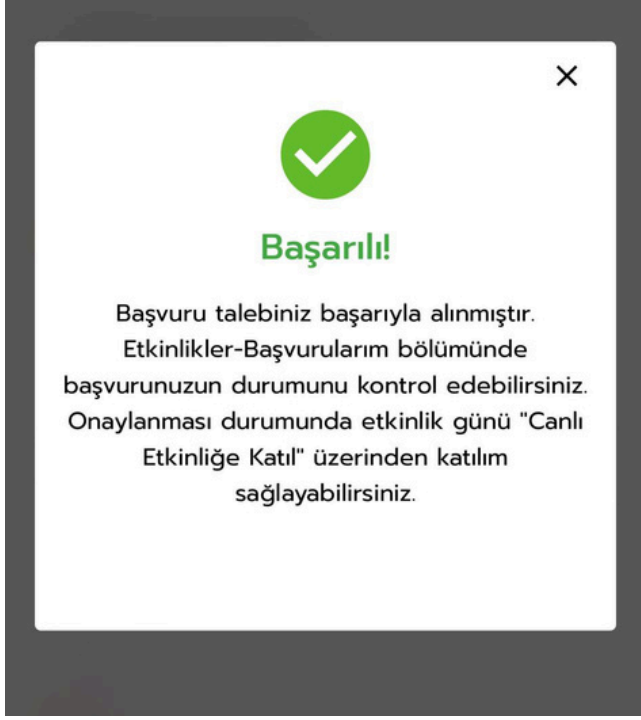 Başarılı!
Başvuru talebiniz başarıyla alınmıştır.
Etkinlikler-Başvurularım bölümünde
başvurunuzun durumunu kontrol edebilirsiniz.
Onaylanması durumunda etkinlik günü "Canlı
Etkinliğe Katıl" üzerinden katılım
sağlayabilirsiniz.